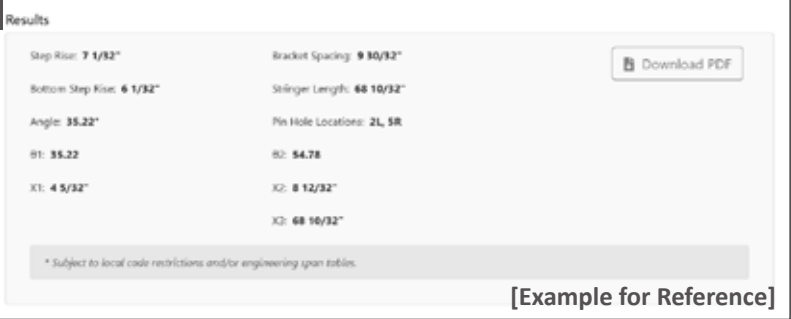 Results
Step Rise: 7 1/32"
Bracket Spacing: 9 30/32"
Download PDF
Bottom Step Rise: 6 1/32"
Stringer Length: 68 10/32"
Angle: 35.22°
Pin Hole Locations: 2L, 5R
θ1: 35.22
θ2: 54.78
X1: 4 5/32"
X2: 8 12/32"
X3: 68 10/32"
* Subject to local code restrictions and/or engineering span tables.
[Example for Reference]